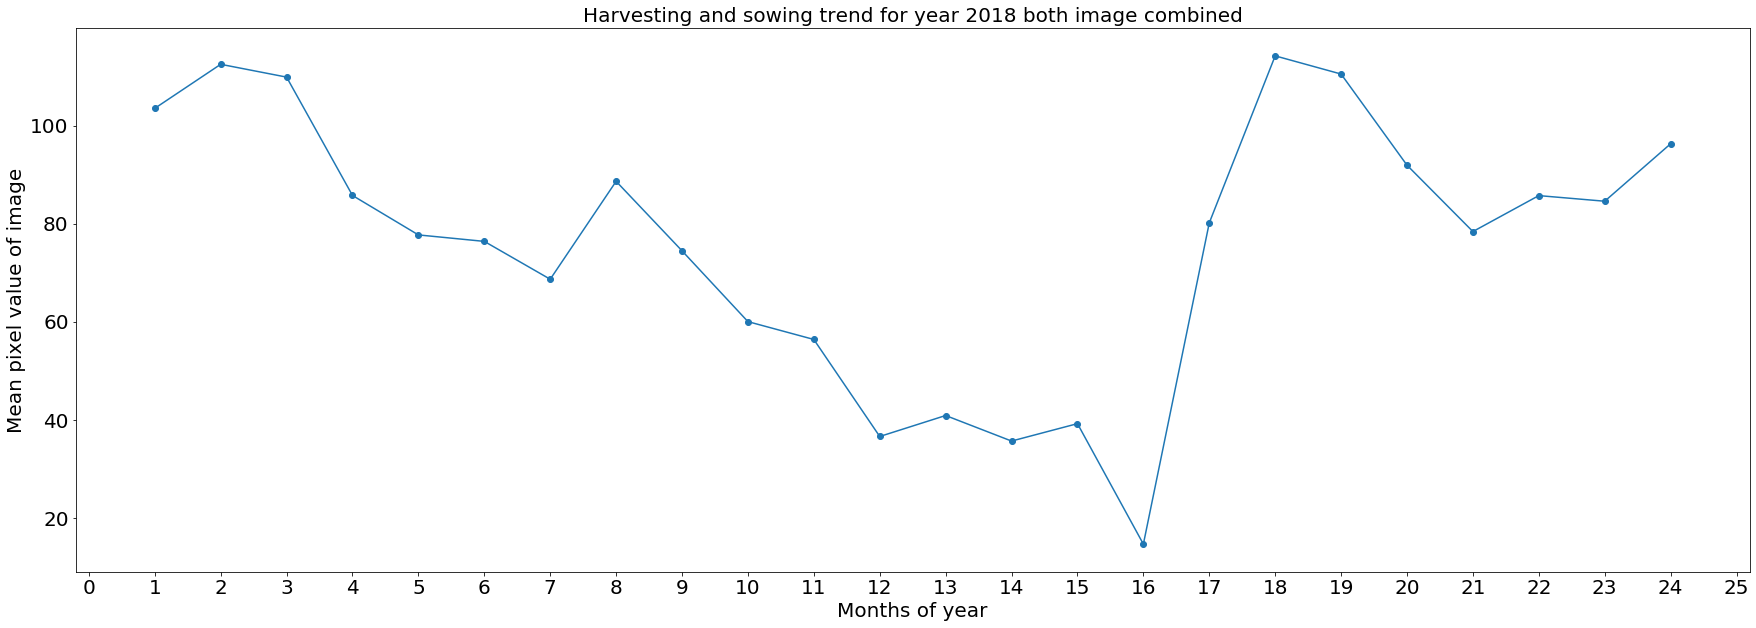 Harvesting and sowing trend for year 2018 both image combined
Mean pixel value of image
100
80
60
40
20
0 1 2 3 4 5 6 7 8 9 10 11 12 13 14 15 16 17 18 19 20 21 22 23 24 25
Months of year